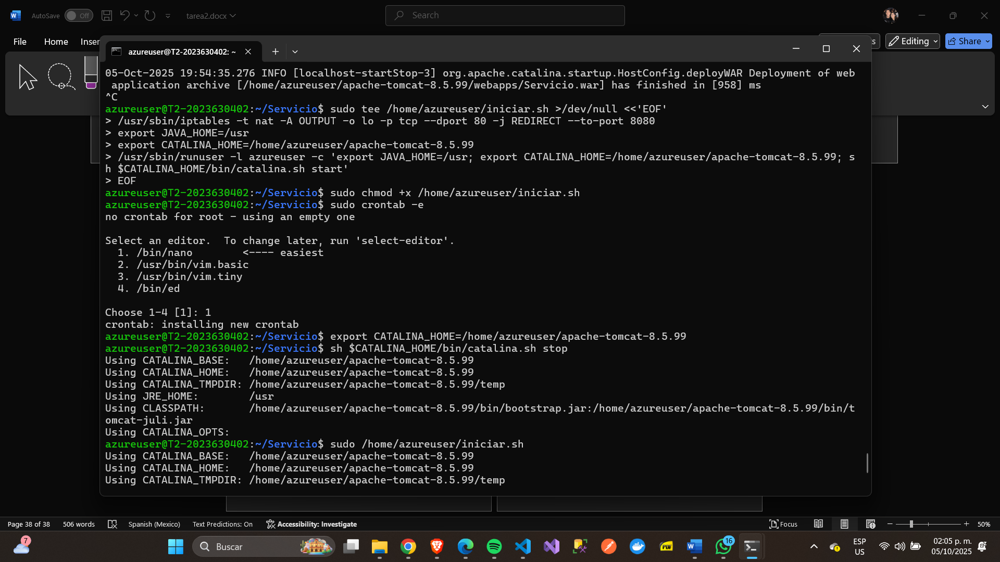 AutoSave Off tarea2.docx Search
File Home Inser s Editing Share
azureuser@T2-2023630402: ~
05-Oct-2025 19:54:35.276 INFO [localhost-startStop-3] org.apache.catalina.startup.HostConfig.deployWAR Deployment of web
 application archive [/home/azureuser/apache-tomcat-8.5.99/webapps/Servicio.war] has finished in [958] ms
^C
azureuser@T2-2023630402:~/Servicio$ sudo tee /home/azureuser/iniciar.sh >/dev/null <<'EOF'
> /usr/sbin/iptables -t nat -A OUTPUT -o lo -p tcp --dport 80 -j REDIRECT --to-port 8080
> export JAVA_HOME=/usr
> export CATALINA_HOME=/home/azureuser/apache-tomcat-8.5.99
> /usr/sbin/runuser -l azureuser -c 'export JAVA_HOME=/usr; export CATALINA_HOME=/home/azureuser/apache-tomcat-8.5.99; s
h $CATALINA_HOME/bin/catalina.sh start'
> EOF
azureuser@T2-2023630402:~/Servicio$ sudo chmod +x /home/azureuser/iniciar.sh
azureuser@T2-2023630402:~/Servicio$ sudo crontab -e
no crontab for root - using an empty one
Select an editor.  To change later, run 'select-editor'.
  1. /bin/nano        <---- easiest
  2. /usr/bin/vim.basic
  3. /usr/bin/vim.tiny
  4. /bin/ed
Choose 1-4 [1]: 1
crontab: installing new crontab
azureuser@T2-2023630402:~/Servicio$ export CATALINA_HOME=/home/azureuser/apache-tomcat-8.5.99
azureuser@T2-2023630402:~/Servicio$ sh $CATALINA_HOME/bin/catalina.sh stop
Using CATALINA_BASE:   /home/azureuser/apache-tomcat-8.5.99
Using CATALINA_HOME:   /home/azureuser/apache-tomcat-8.5.99
Using CATALINA_TMPDIR: /home/azureuser/apache-tomcat-8.5.99/temp
Using JRE_HOME:        /usr
Using CLASSPATH:       /home/azureuser/apache-tomcat-8.5.99/bin/bootstrap.jar:/home/azureuser/apache-tomcat-8.5.99/bin/t
omcat-juli.jar
Using CATALINA_OPTS:
azureuser@T2-2023630402:~/Servicio$ sudo /home/azureuser/iniciar.sh
Using CATALINA_BASE:   /home/azureuser/apache-tomcat-8.5.99
Using CATALINA_HOME:   /home/azureuser/apache-tomcat-8.5.99
Using CATALINA_TMPDIR: /home/azureuser/apache-tomcat-8.5.99/temp
Page 38 of 38 506 words Spanish (Mexico) Text Predictions: On Accessibility: Investigate Focus 50%
7 Buscar PDF 16 ESP 02:05 p. m.
US 05/10/2025